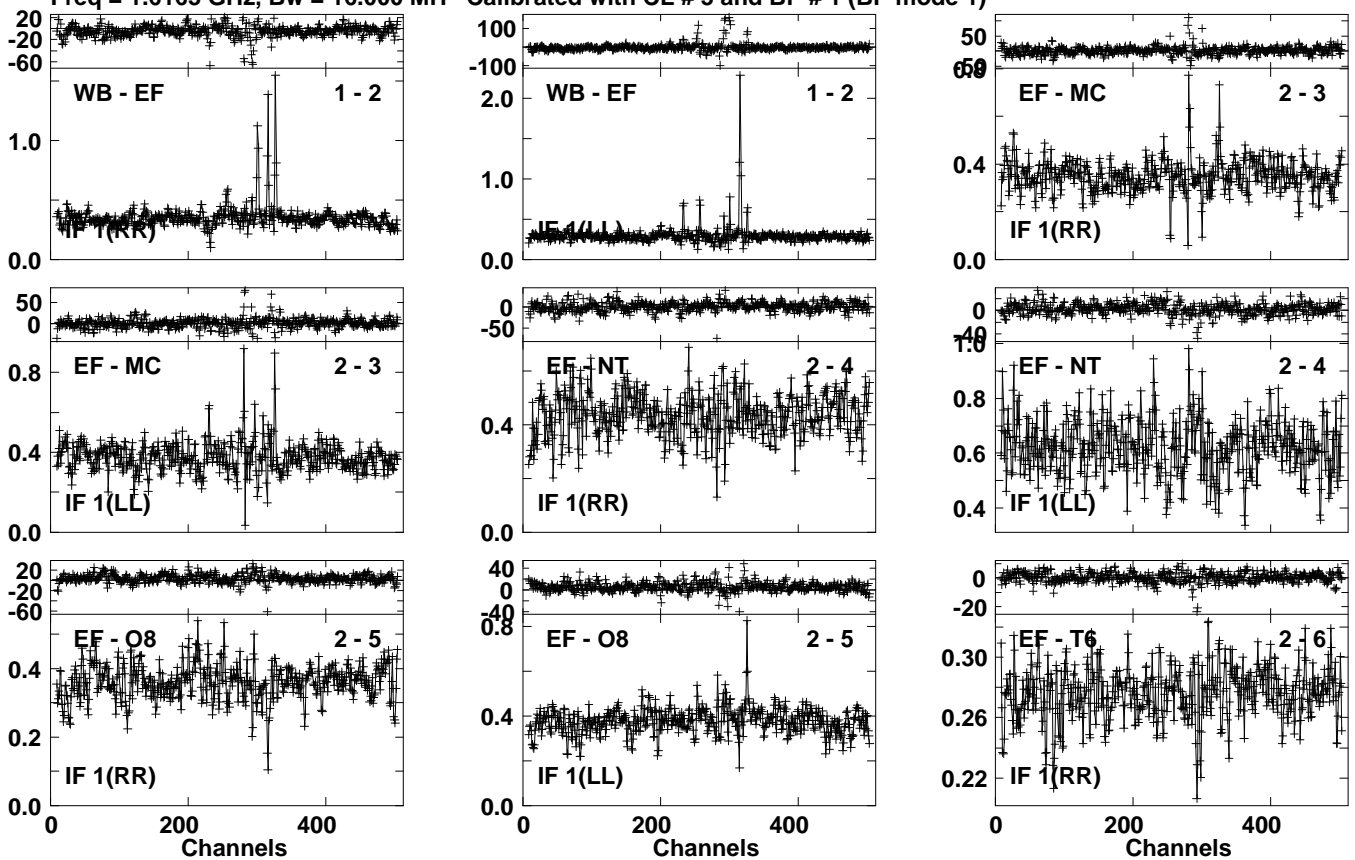 Freq = GHz, Bw = 16.000 MH Calibrated with CL # and BP # 1 (BP mode 1)
20
-20
-60
WB - EF 1 - 2
1.0
IF 1(RR)
0.0
100
-100
WB - EF 1 - 2
2.0
1.0
IF 1(LL)
0.0
50
-50
0.8
EF - MC 2 - 3
0.4
IF 1(RR)
0.0
50
0
EF - MC 2 - 3
0.8
0.4
IF 1(LL)
0.0
0
-50
EF - NT 2 - 4
0.4
IF 1(RR)
0.0
0
-40
1.0
EF - NT 2 - 4
0.8
0.6
IF 1(LL)
0.4
20
-20
-60
EF - O8 2 - 5
0.4
0.2
IF 1(RR)
0.0
0 200 400
Channels
40
0
-40
0.8
EF - O8 2 - 5
0.4
IF 1(LL)
0.0
0 200 400
Channels
0
-20
EF - T6 2 - 6
0.30
0.26
IF 1(RR)
0.22
0 200 400
Channels